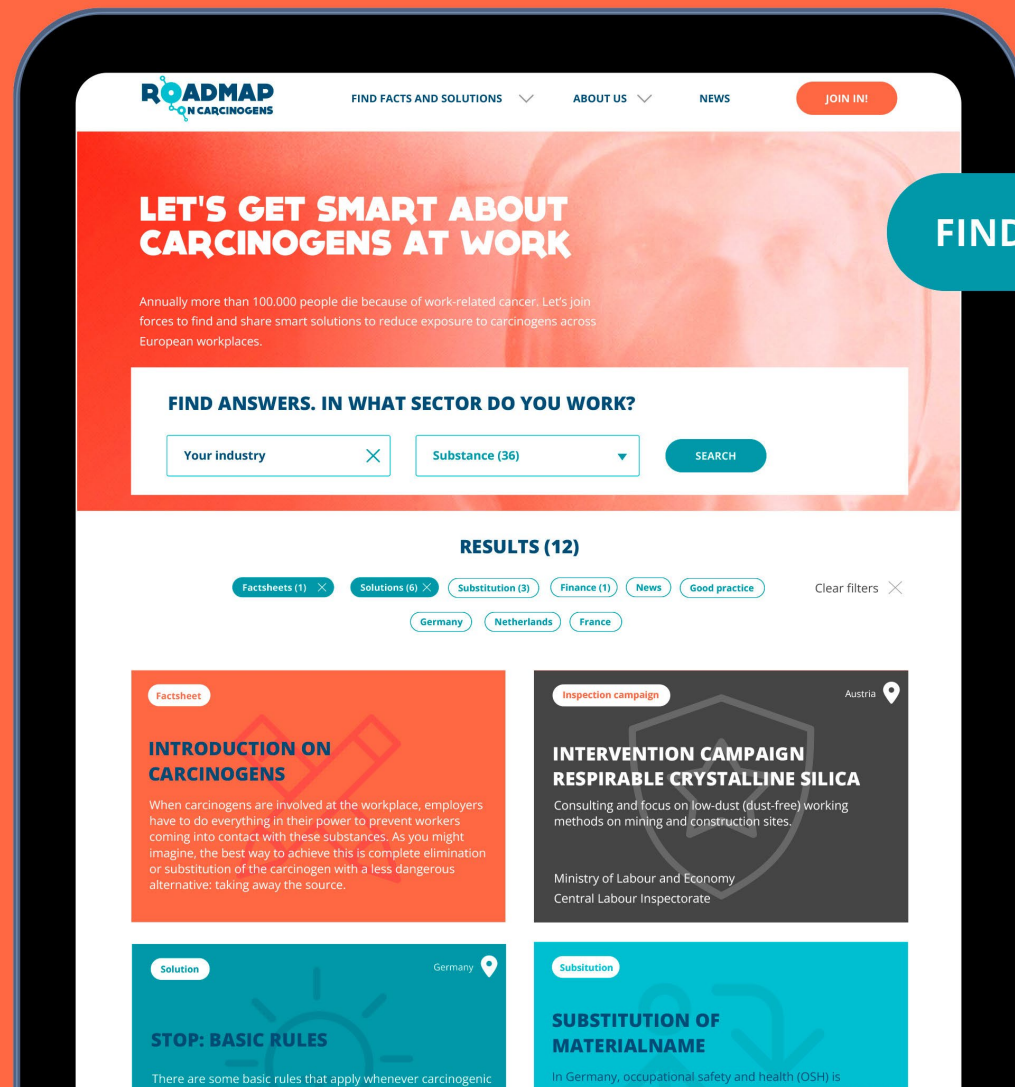 ROADMAP
ON CARCINOGENS
FIND FACTS AND SOLUTIONS
ABOUT US
NEWS
JOIN IN!
LET'S GET SMART ABOUT
CARCINOGENS AT WORK
FIND
Annually more than 100.000 people die because of work-related cancer. Let's join
forces to find and share smart solutions to reduce exposure to carcinogens across
European workplaces.
FIND ANSWERS. IN WHAT SECTOR DO YOU WORK?
Your industry
Substance (36)
SEARCH
RESULTS (12)
Factsheets (1)
Solutions (6)
Substitution (3)
Finance (1)
News
Good practice
Clear filters
Germany
Netherlands
France
Factsheet
INTRODUCTION ON
CARCINOGENS
When carcinogens are involved at the workplace, employers
have to do everything in their power to prevent workers
coming into contact with these substances. As you might
imagine, the best way to achieve this is complete elimination
or substitution of the carcinogen with a less dangerous
alternative: taking away the source.
Inspection campaign
Austria
INTERVENTION CAMPAIGN
RESPIRABLE CRYSTALLINE SILICA
Consulting and focus on low-dust (dust-free) working
methods on mining and construction sites.
Ministry of Labour and Economy
Central Labour Inspectorate
Solution
Germany
STOP: BASIC RULES
There are some basic rules that apply whenever carcinogenic
Subsitution
SUBSTITUTION OF
MATERIALNAME
In Germany, occupational safety and health (OSH) is